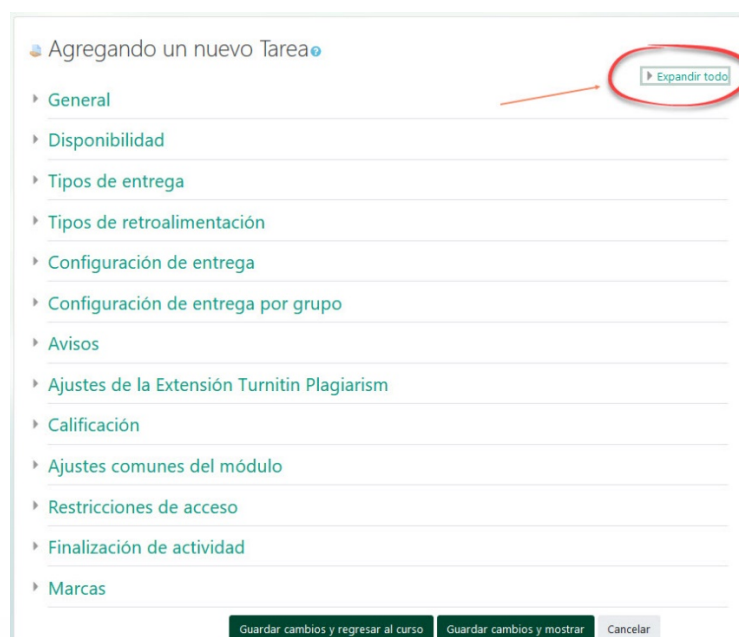 Agregando un nuevo Tarea
Expandir todo
General
Disponibilidad
Tipos de entrega
Tipos de retroalimentación
Configuración de entrega
Configuración de entrega por grupo
Avisos
Ajustes de la Extensión Turnitin Plagiarism
Calificación
Ajustes comunes del módulo
Restricciones de acceso
Finalización de actividad
Marcas
Guardar cambios y regresar al curso Guardar cambios y mostrar Cancelar